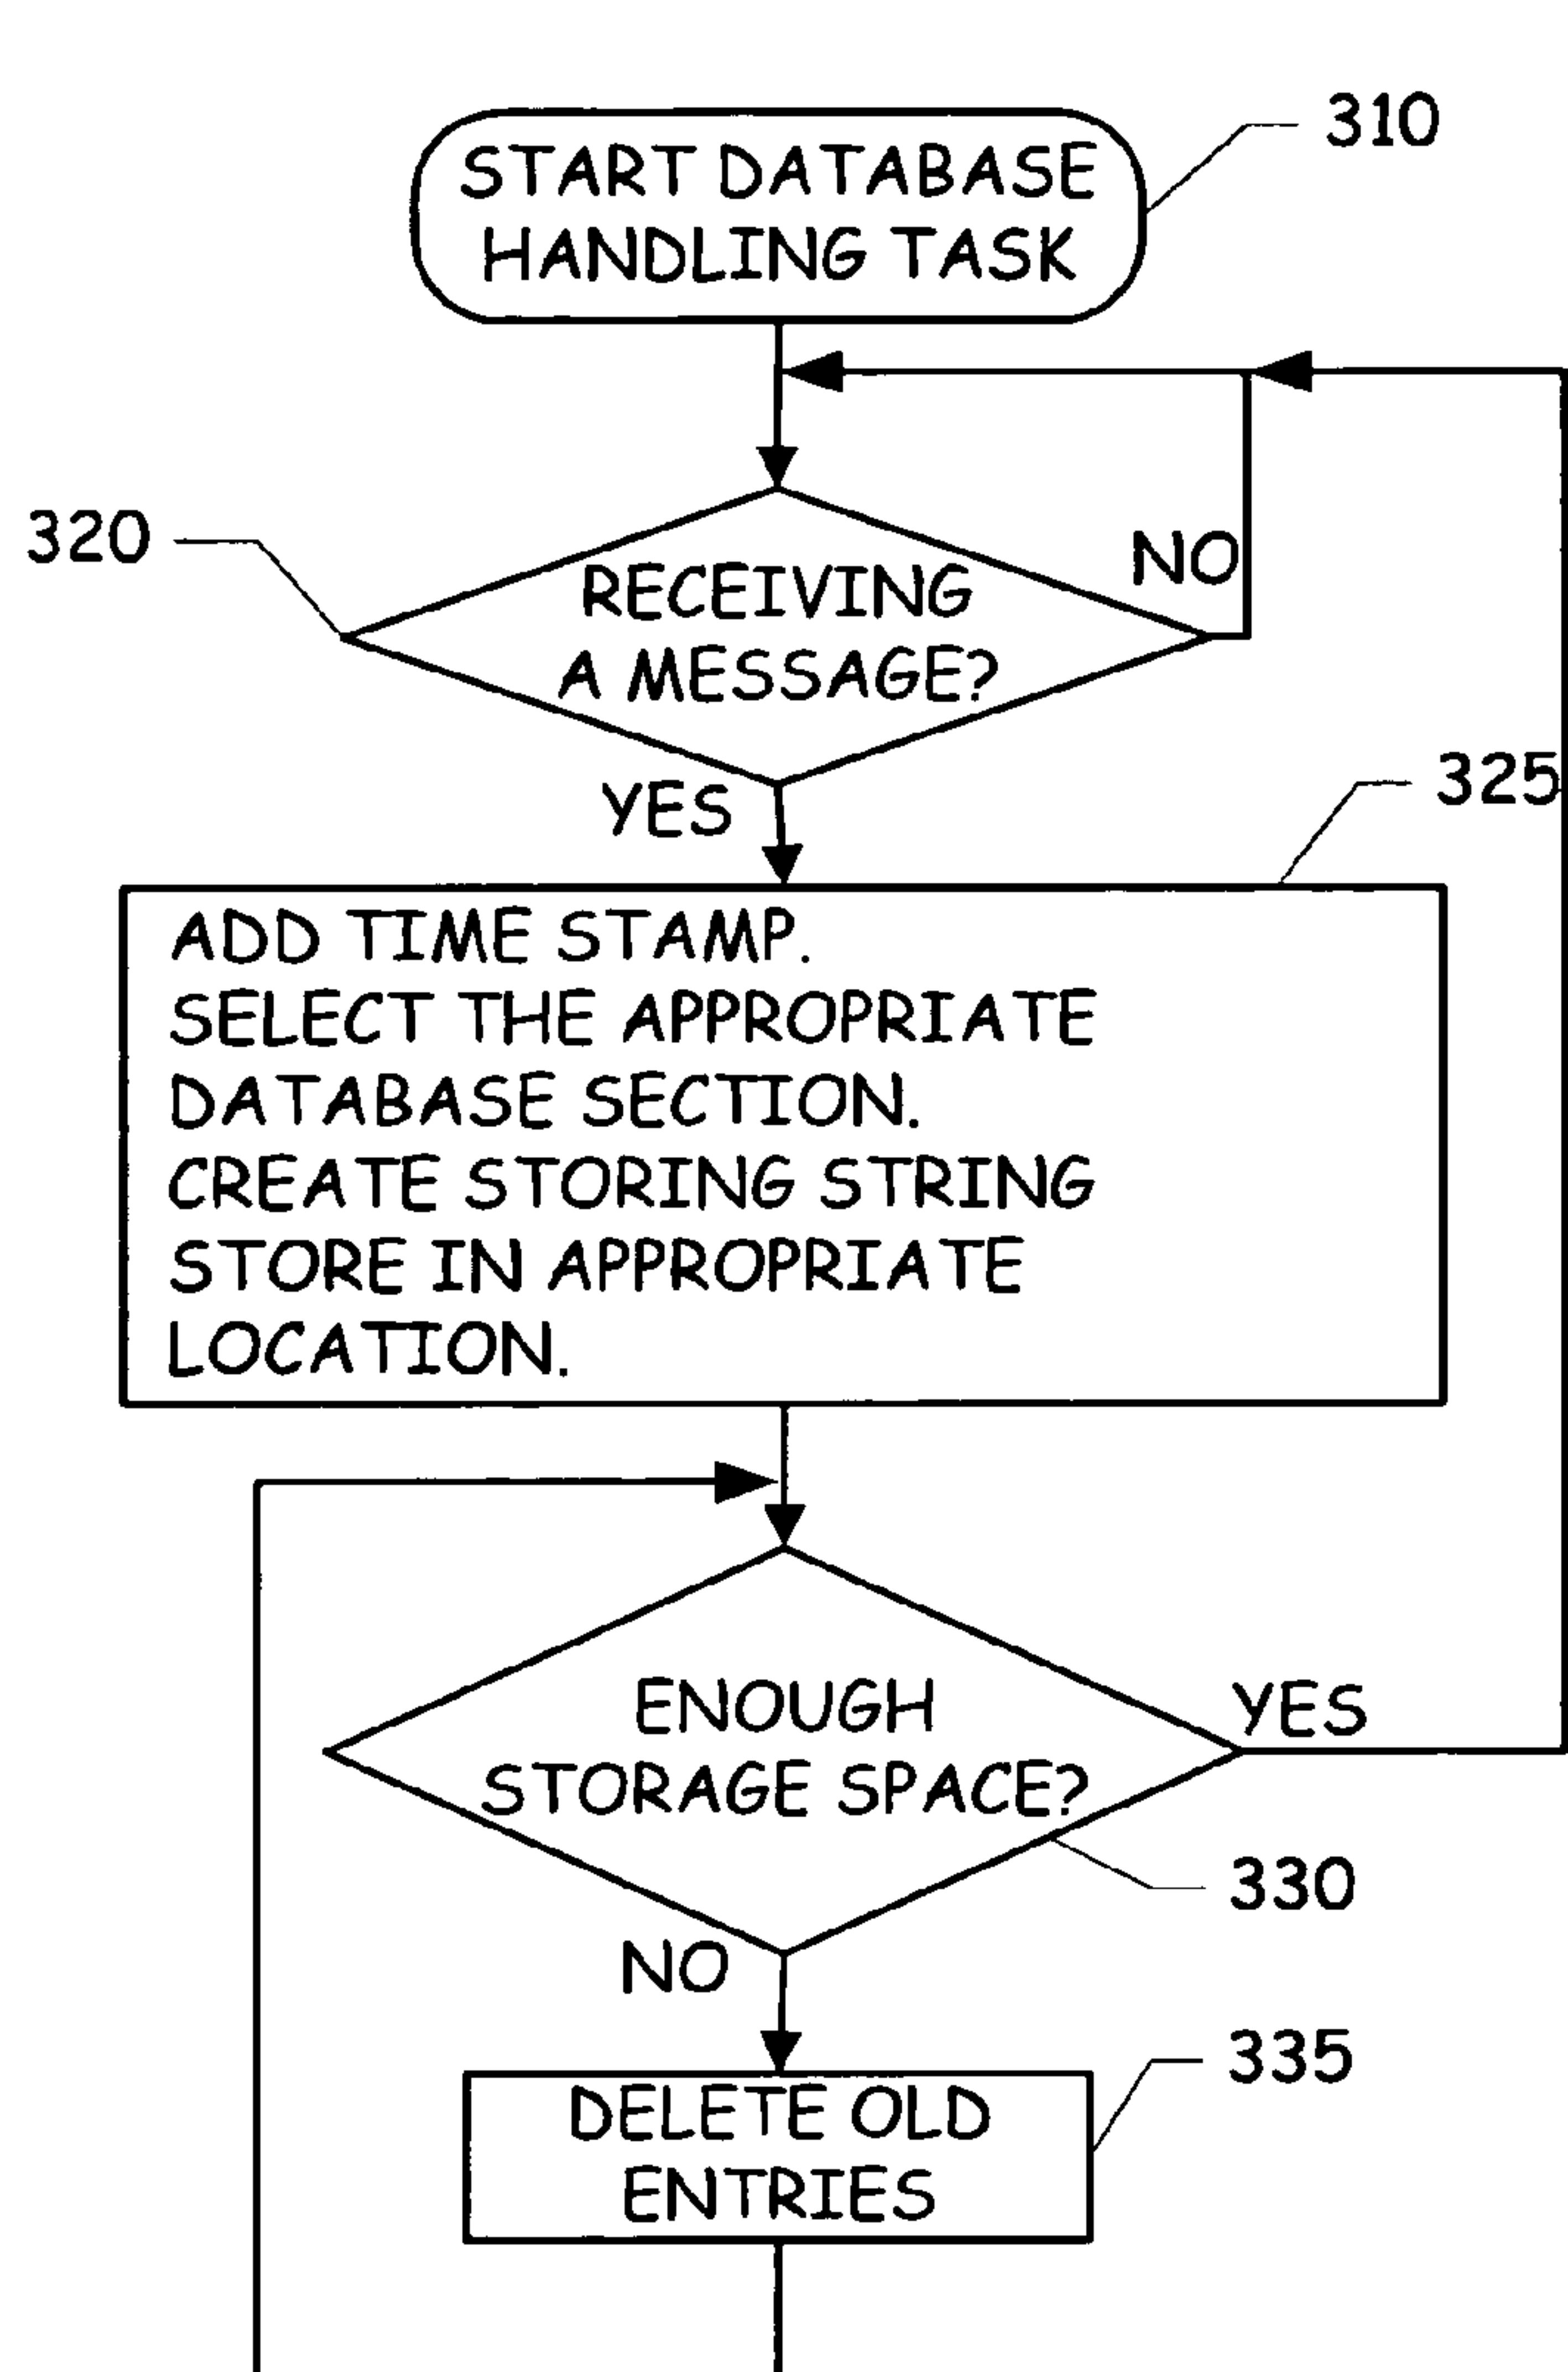 310
START DATABASE
HANDLING TASK
320
RECEIVING
A MESSAGE?
NO
YES
325
ADD TIME STAMP.
SELECT THE APPROPRIATE
DATABASE SECTION.
CREATE STORING STRING
STORE IN APPROPRIATE
LOCATION.
ENOUGH
STORAGE SPACE?
YES
330
NO
335
DELETE OLD
ENTRIES